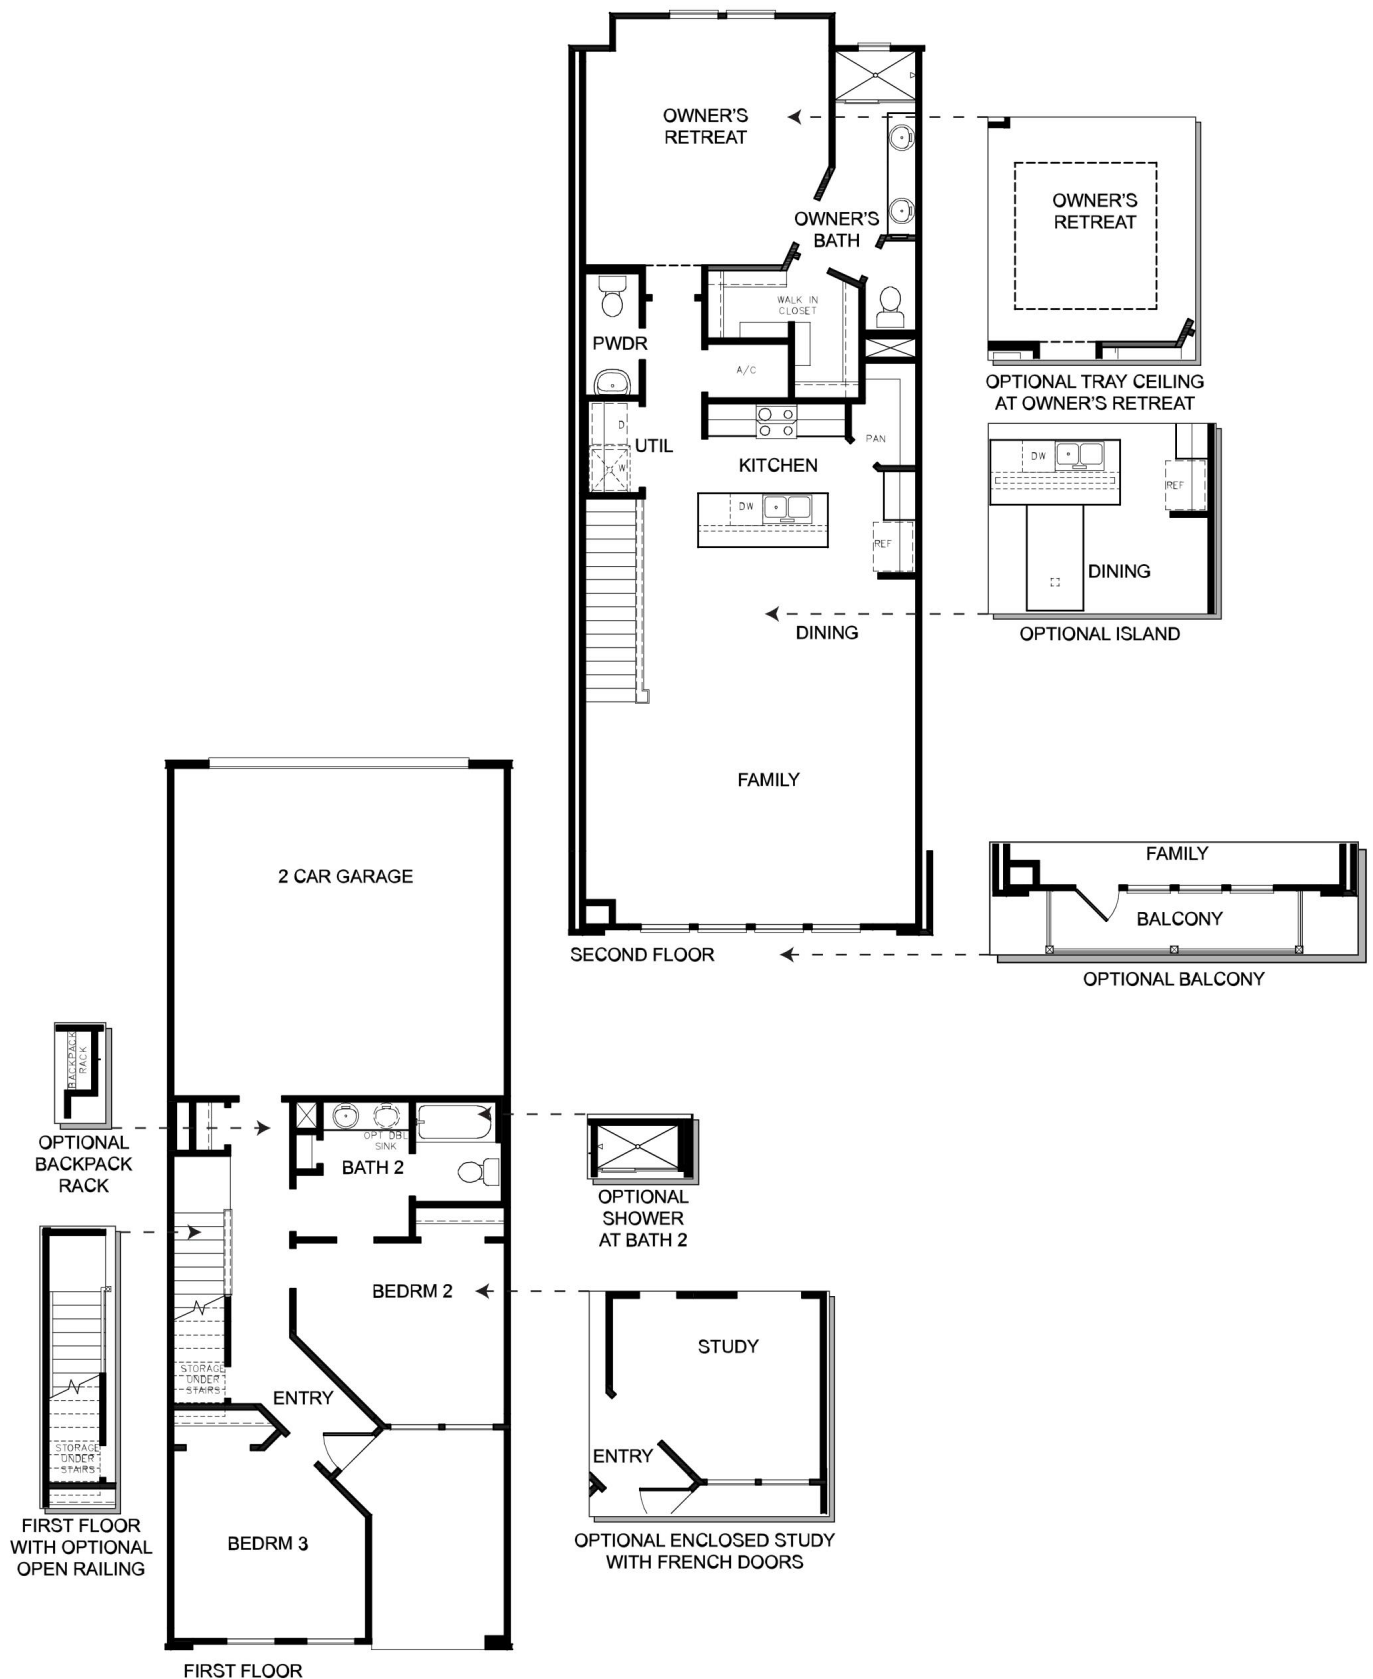 OWNER'S
RETREAT
OWNER'S
BATH
WALK IN
CLOSET
PWDR
A/C
D
UTIL
W
PAN
KITCHEN
DW
REF
DINING
FAMILY
SECOND FLOOR
OWNER'S
RETREAT
OPTIONAL TRAY CEILING
AT OWNER'S RETREAT
DW
REF
DINING
OPTIONAL ISLAND
FAMILY
BALCONY
OPTIONAL BALCONY
2 CAR GARAGE
BACKPACK
RACK
OPTIONAL
BACKPACK
RACK
OPT DBL
SINK
BATH 2
OPTIONAL
SHOWER
AT BATH 2
BEDRM 2
STORAGE
UNDER
STAIRS
ENTRY
STUDY
ENTRY
OPTIONAL ENCLOSED STUDY
WITH FRENCH DOORS
STORAGE
UNDER
STAIRS
FIRST FLOOR
WITH OPTIONAL
OPEN RAILING
BEDRM 3
FIRST FLOOR